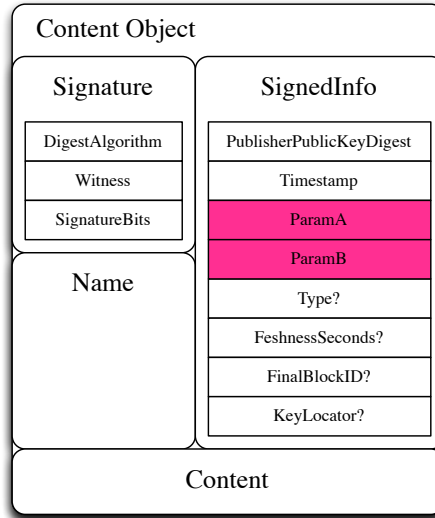 Content Object
Signature
DigestAlgorithm
Witness
SignatureBits
Name
SignedInfo
PublisherPublicKeyDigest
Timestamp
ParamA
ParamB
Type?
FeshnessSeconds?
FinalBlockID?
KeyLocator?
Content